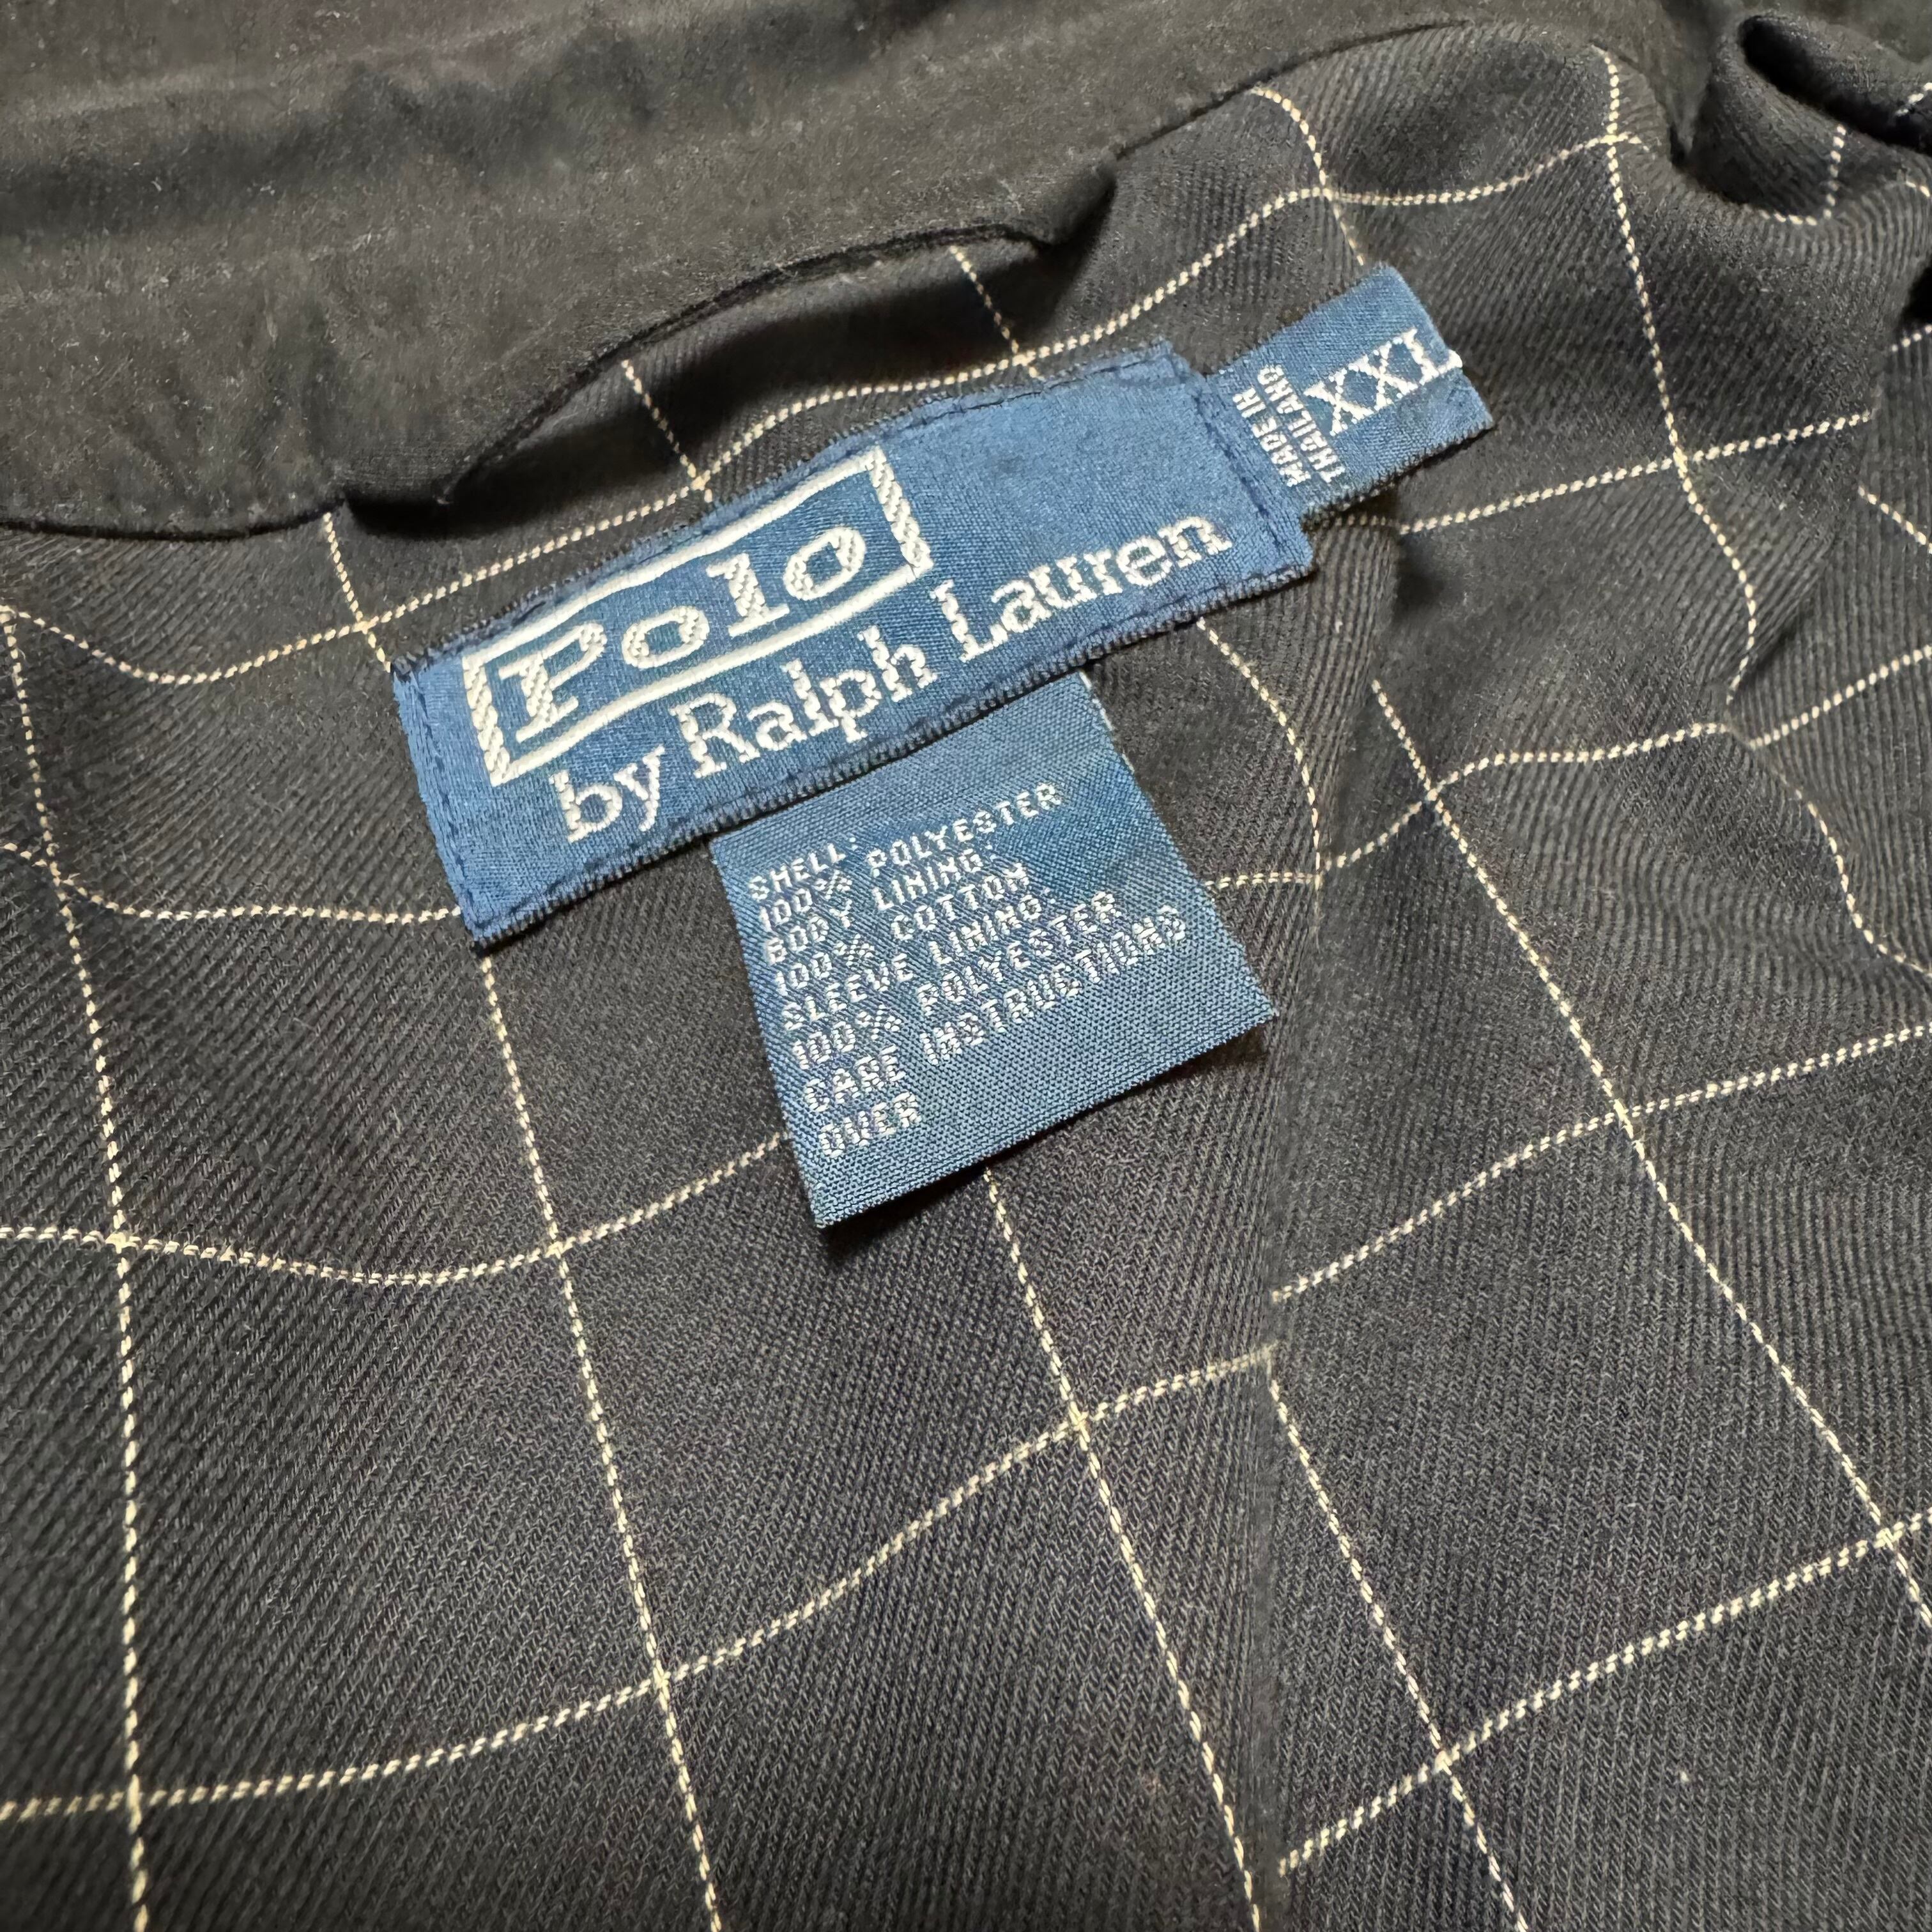 Polo
by Ralph Lauren
XXL
MADE IN
THAILAND
SHELL:
100% POLYESTER
BODY LINING:
100% COTTON
SLEEVE LINING:
100% POLYESTER
CARE INSTRUCTIONS
OVER